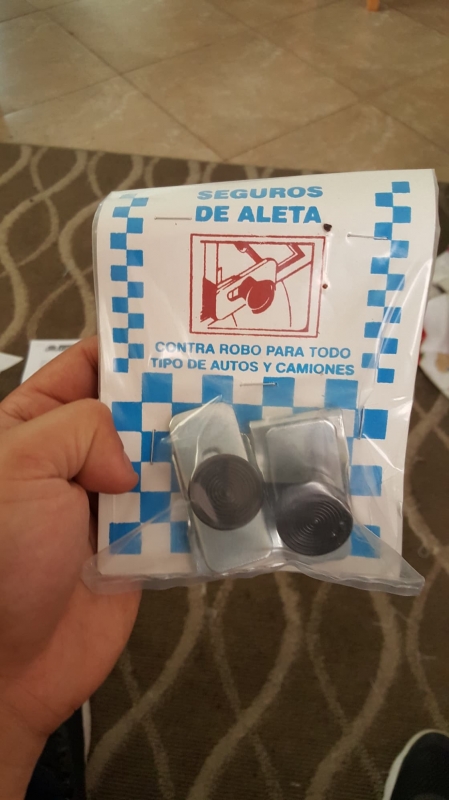 SEGUROS
DE ALETA
CONTRA ROBO PARA TODO
TIPO DE AUTOS Y CAMIONES